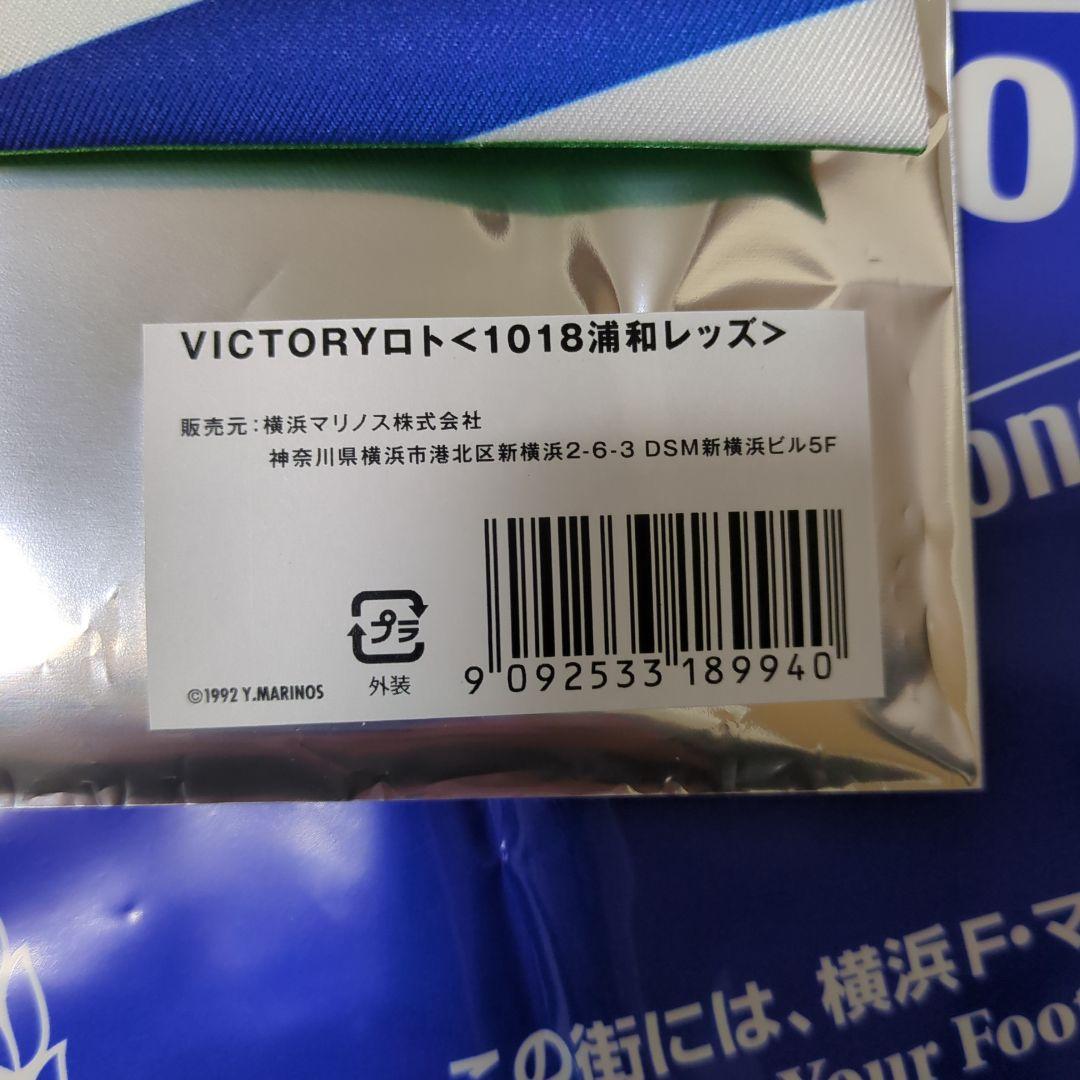 VICTORYロト<1018浦和レッズ>
販売元:横浜マリノス株式会社
神奈川県横浜市港北区新横浜2-6-3 DSM新横浜ビル5F
プラ
外装
©1992 Y.MARINOS
9 092533 189940
この街には、横浜F・マ
Your Foot